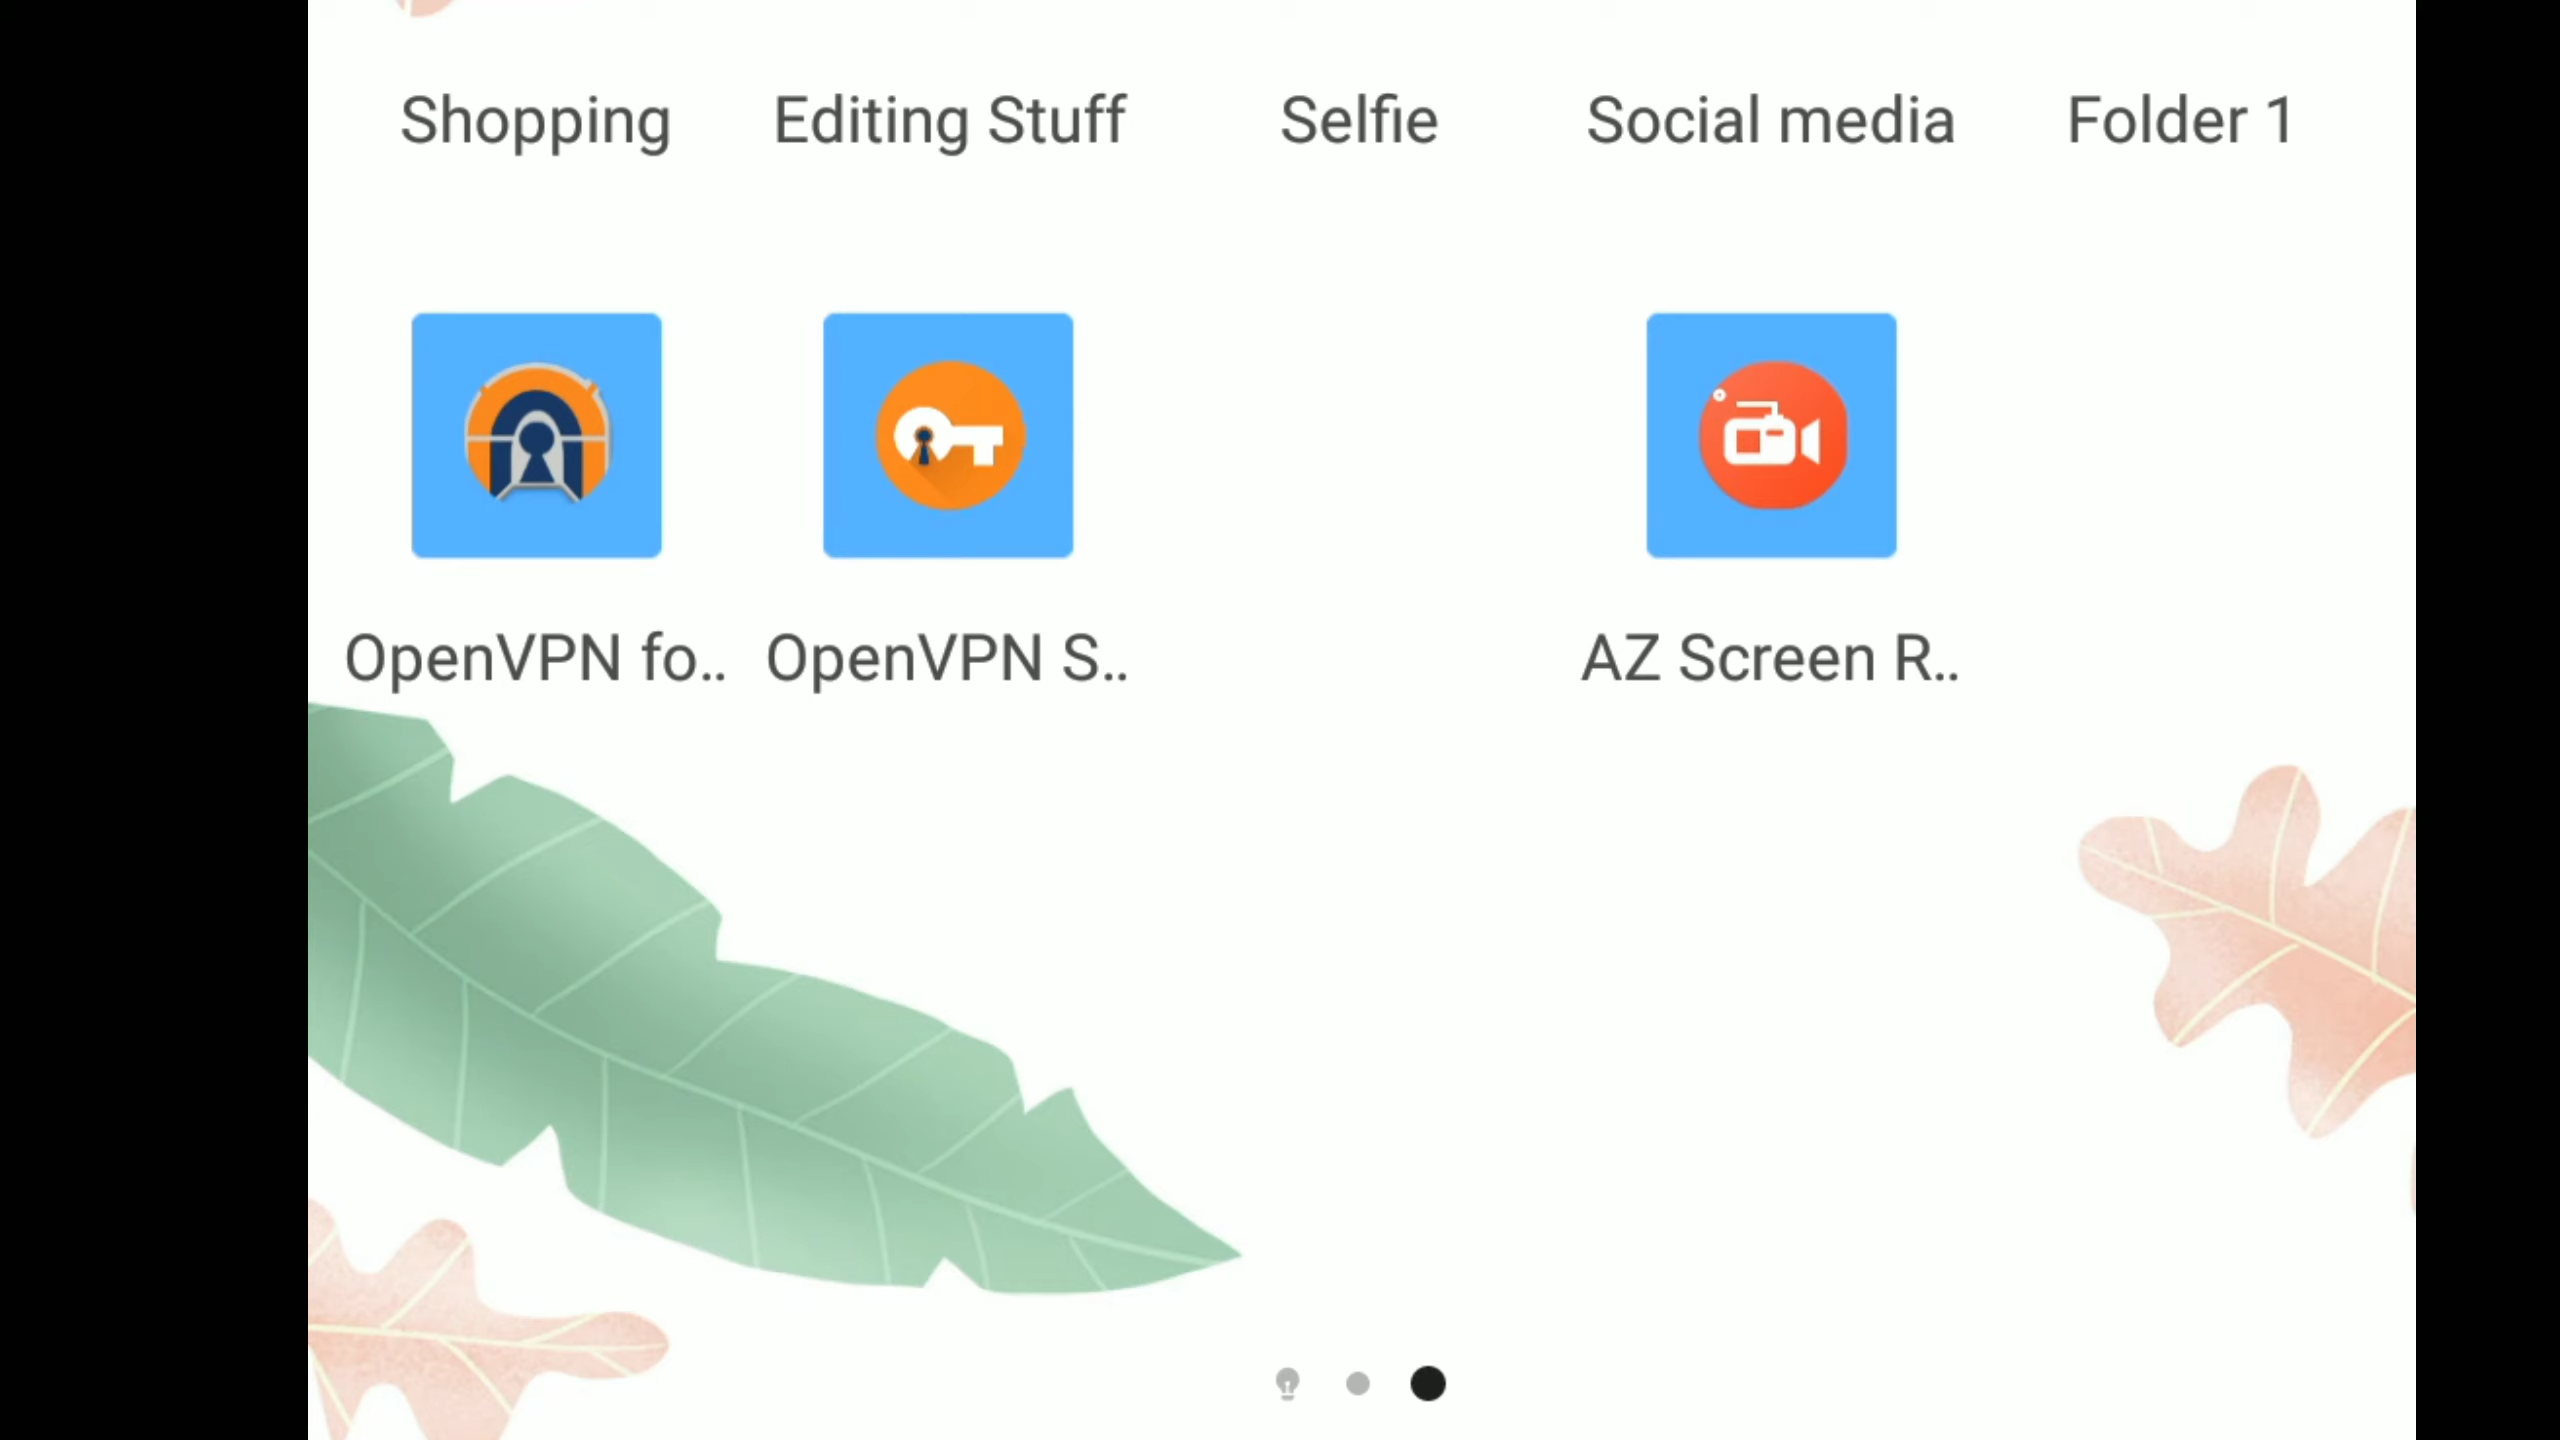 Shopping Editing Stuff Selfie Social media Folder 1
OpenVPN fo.. OpenVPN S.. AZ Screen R..